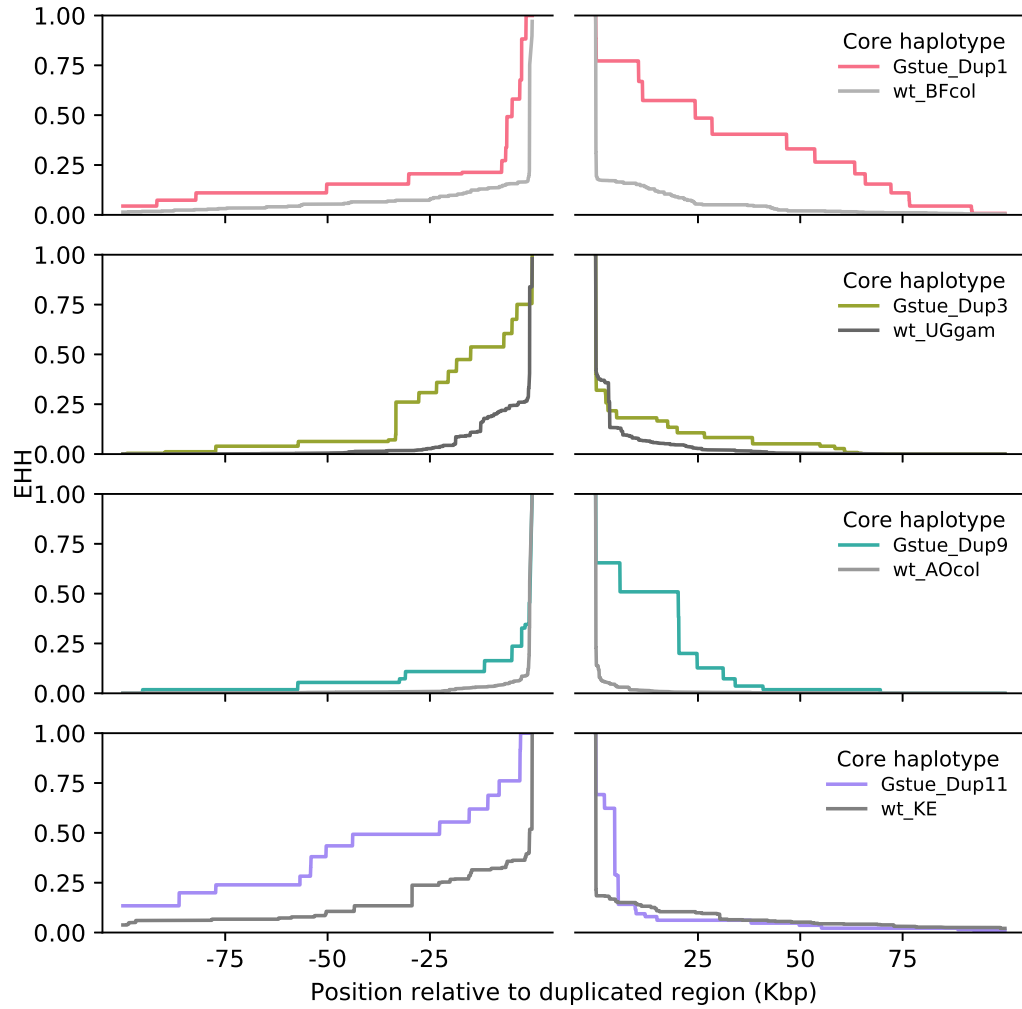 1.00
0.75
0.50
0.25
0.00
Core haplotype
Gstue_Dup1
wt_BFcol
1.00
0.75
0.50
0.25
0.00
Core haplotype
Gstue_Dup3
wt_UGgam
EHH
1.00
0.75
0.50
0.25
0.00
Core haplotype
Gstue_Dup9
wt_AOcol
1.00
0.75
0.50
0.25
0.00
Core haplotype
Gstue_Dup11
wt_KE
-75 -50 -25 25 50 75
Position relative to duplicated region (Kbp)